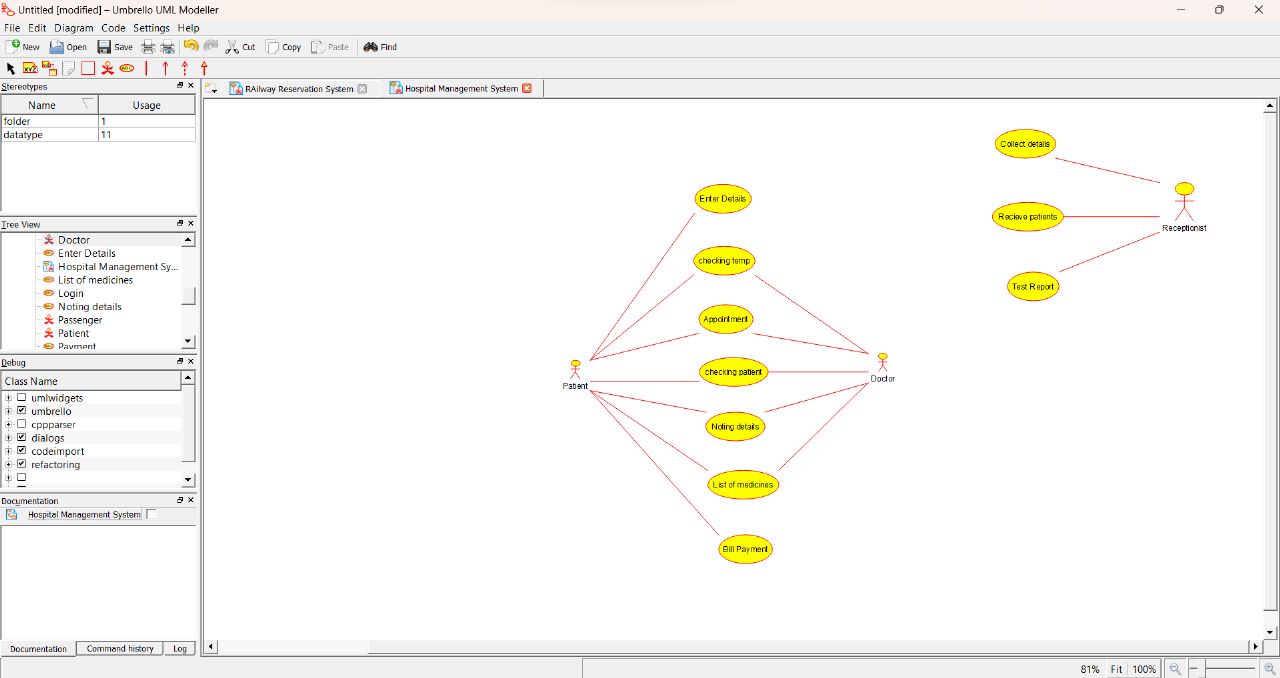 Untitled [modified] – Umbrello UML Modeller
File Edit Diagram Code Settings Help
New Open Save Cut Copy Paste Find
Stereotypes
Name Usage
folder 1
datatype 11
Tree View
Doctor
Enter Details
Hospital Management Sy...
List of medicines
Login
Noting details
Passenger
Patient
Payment
Debug
Class Name
umlwidgets
umbrello
cppparser
dialogs
codeimport
refactoring
Documentation
Hospital Management System
Documentation Command history Log
RAilway Reservation System Hospital Management System
Collect details
Enter Details
Recieve patients
Receptionist
checking temp
Test Report
Appointment
checking patient
Patient
Doctor
Noting details
List of medicines
Bill Payment
81% Fit 100%